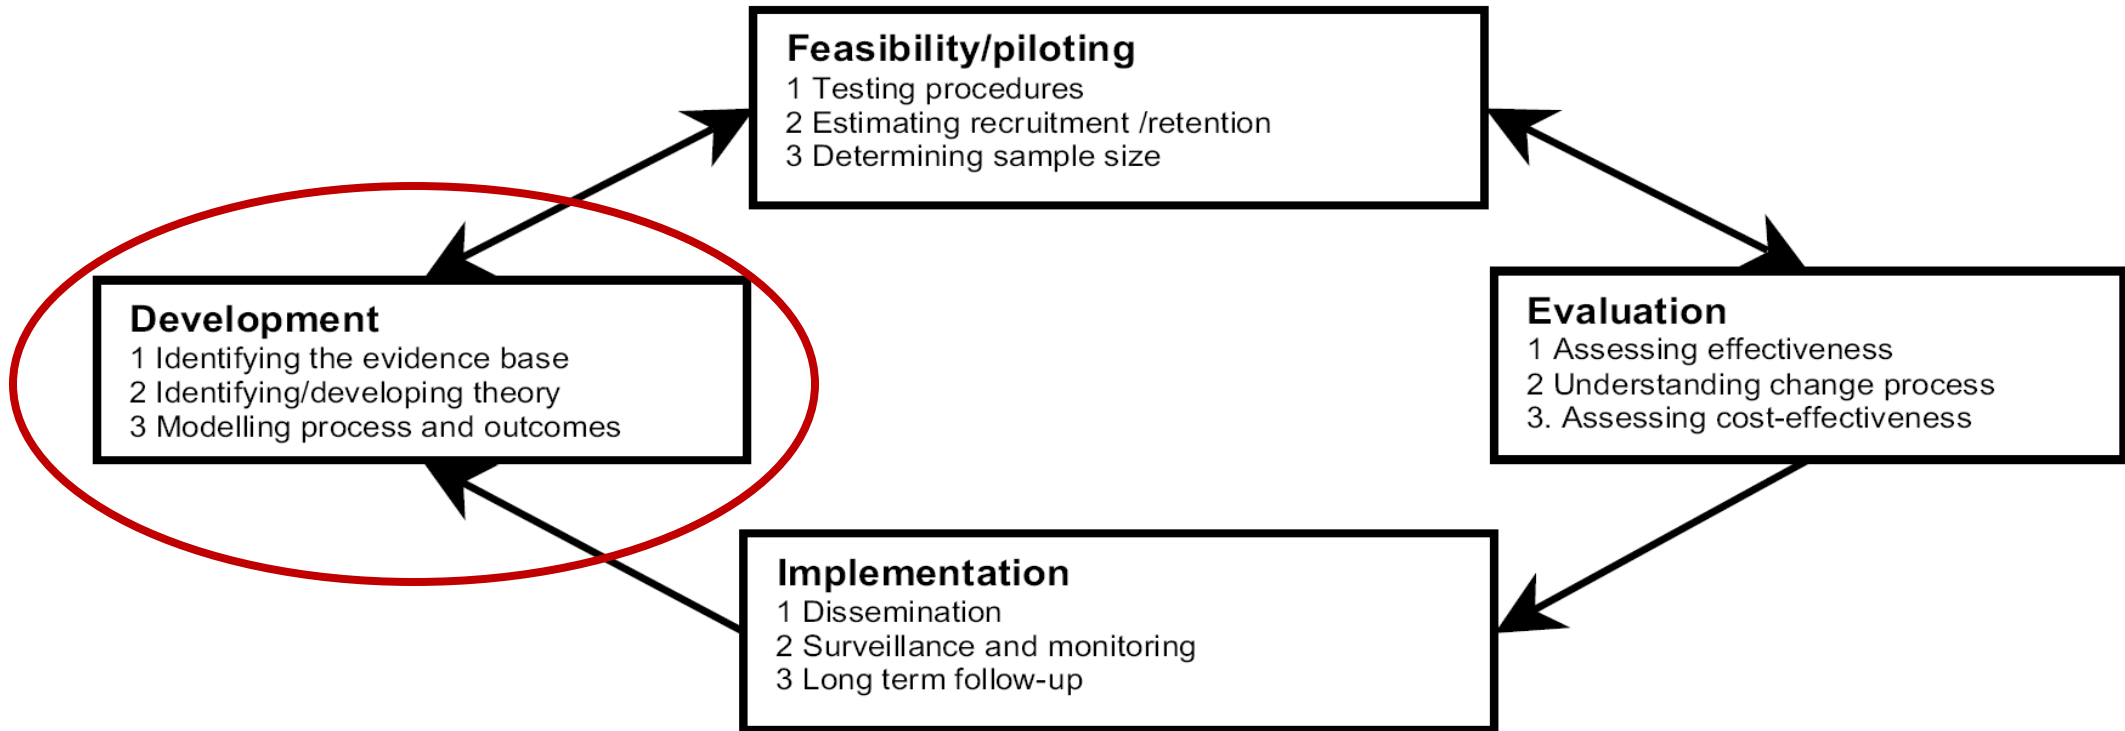 Feasibility/piloting
1 Testing procedures
2 Estimating recruitment /retention
3 Determining sample size
Development
1 Identifying the evidence base
2 Identifying/developing theory
3 Modelling process and outcomes
Evaluation
1 Assessing effectiveness
2 Understanding change process
3. Assessing cost-effectiveness
Implementation
1 Dissemination
2 Surveillance and monitoring
3 Long term follow-up